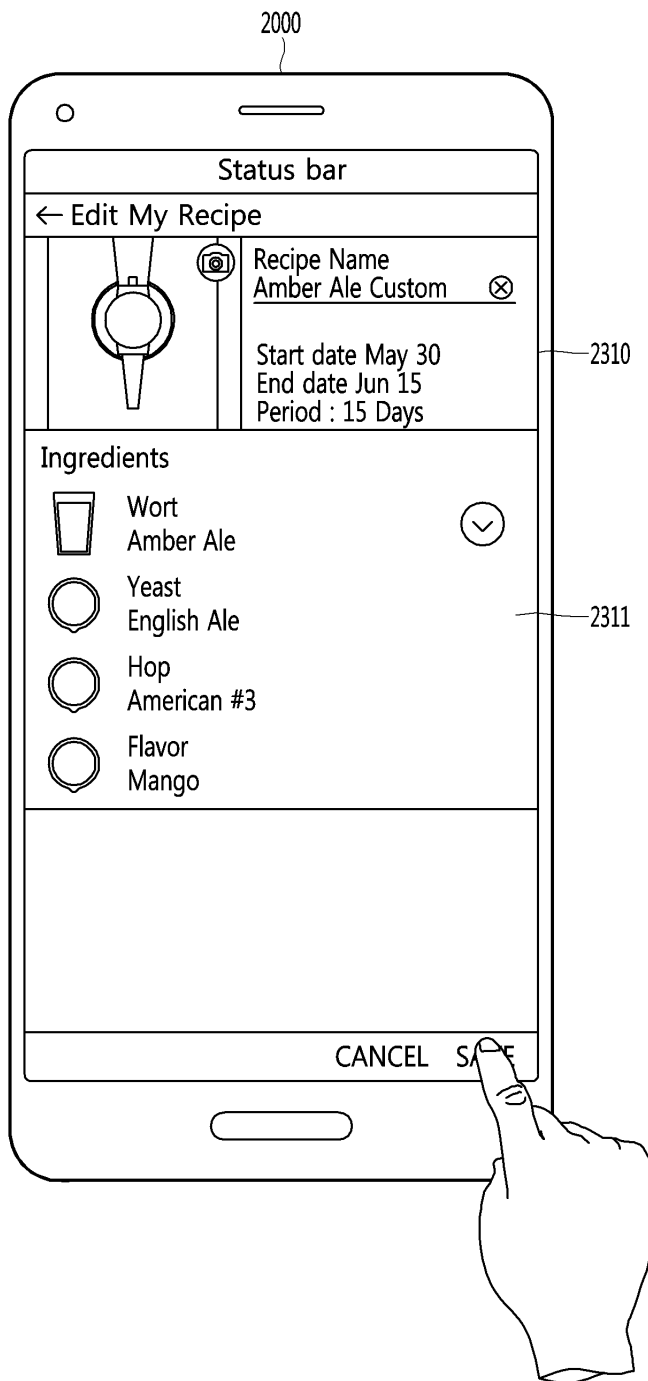 2000
Status bar
← Edit My Recipe
Recipe Name
Amber Ale Custom
Start date May 30
End date Jun 15
Period : 15 Days
2310
Ingredients
Wort
Amber Ale
Yeast
English Ale
2311
Hop
American #3
Flavor
Mango
CANCEL